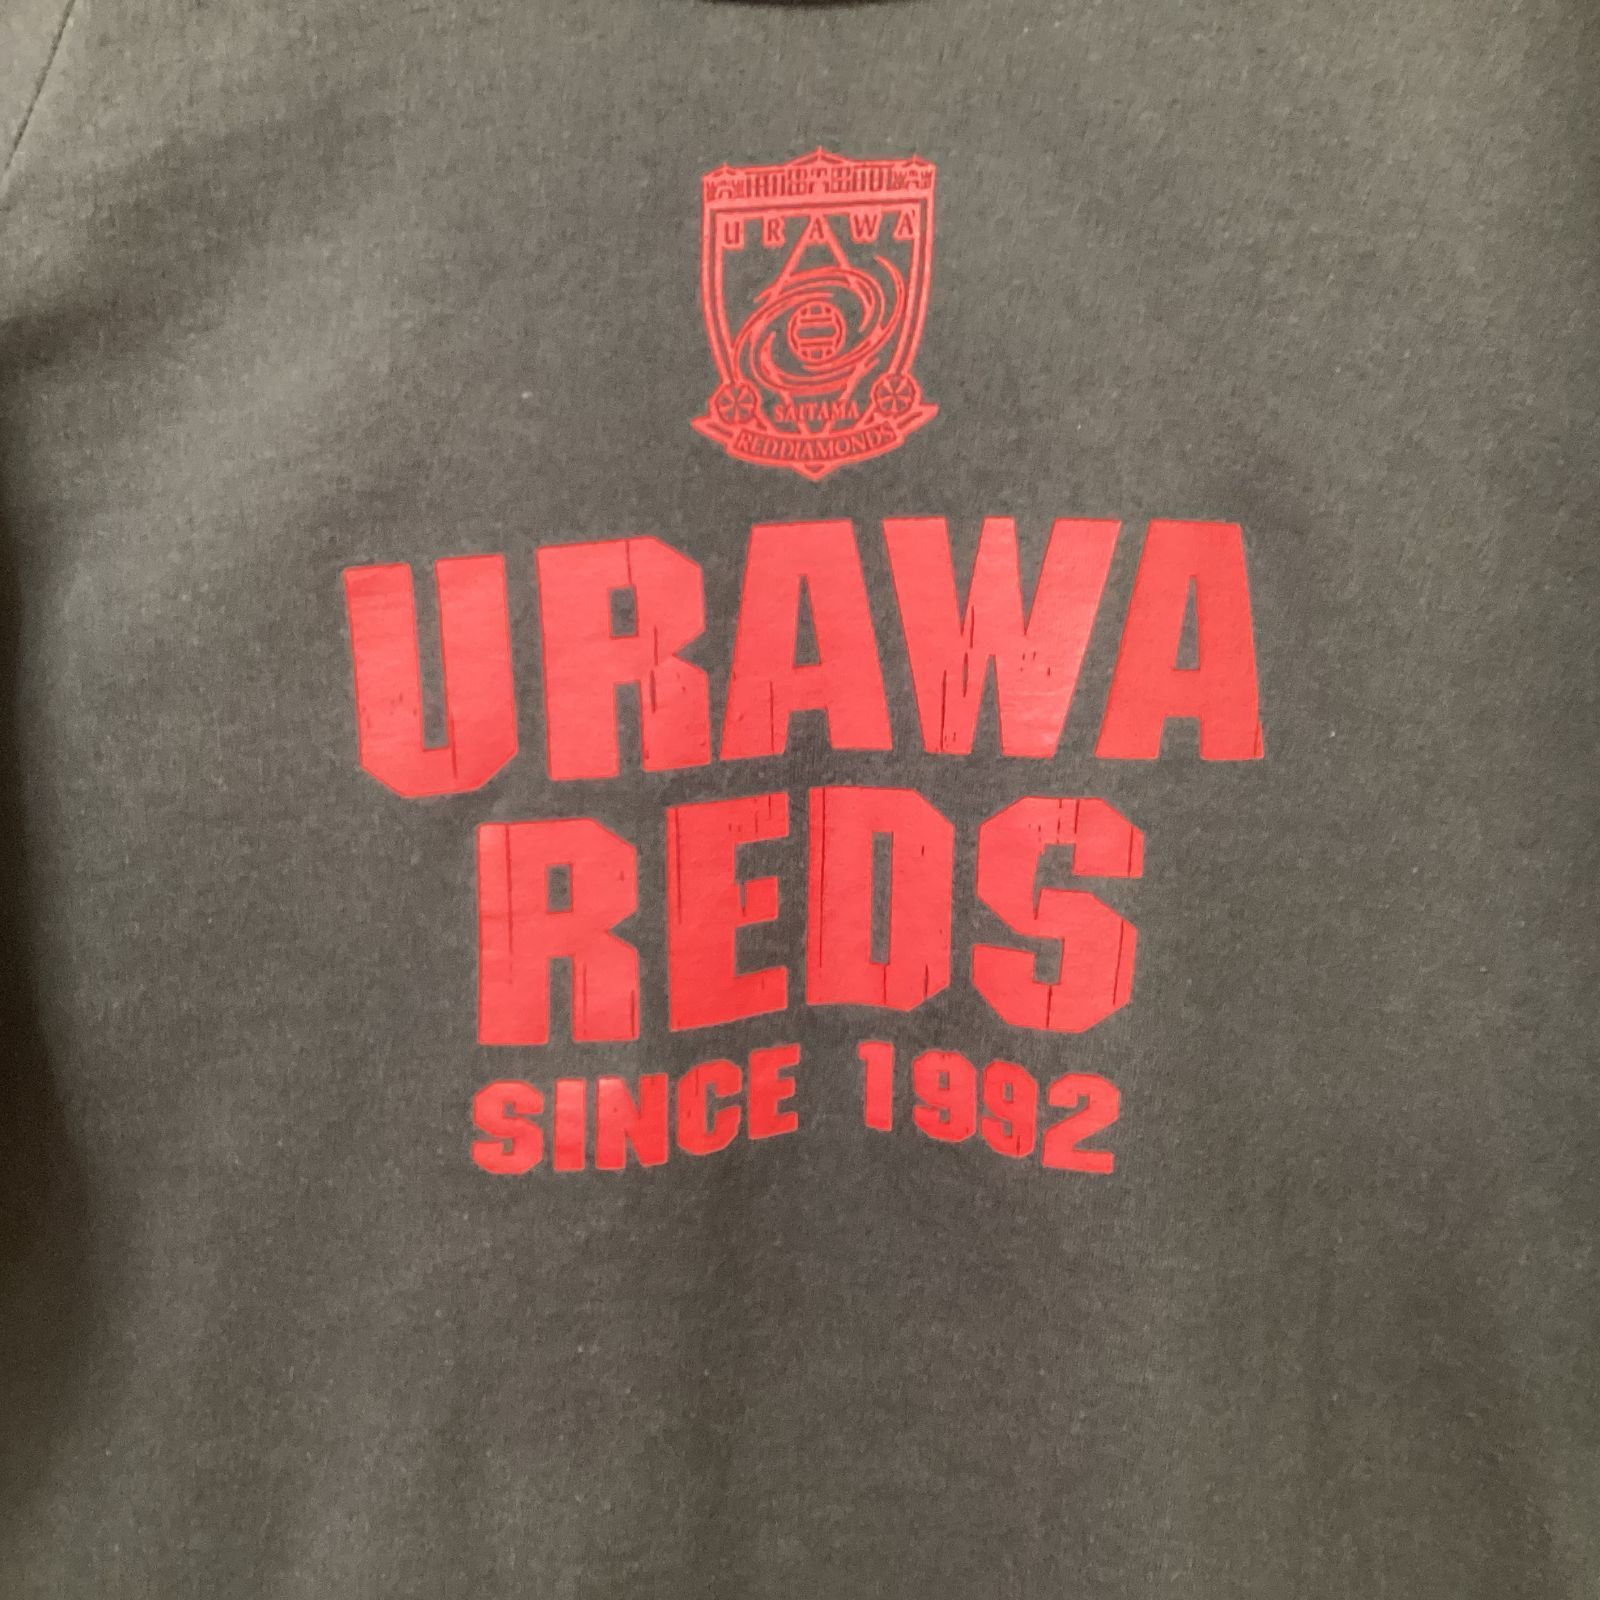 URAWA
SAITAMA
REDDIAMONDS
URAWA
REDS
SINCE 1992